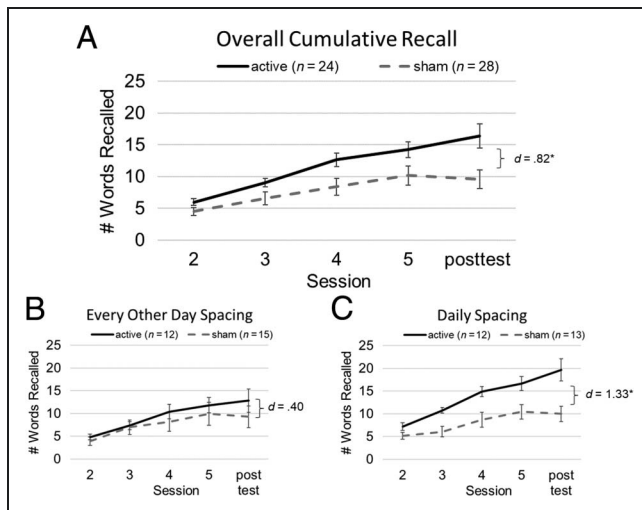 A
Overall Cumulative Recall
active (n = 24) sham (n = 28)
# Words Recalled
25
20
15
10
5
0
d = .82*
2 3 4 5 posttest
Session
B
Every Other Day Spacing
active (n = 12) sham (n = 15)
# Words Recalled
25
20
15
10
5
0
d = .40
2 3 4 5 post
test
Session
C
Daily Spacing
active (n = 12) sham (n = 13)
# Words Recalled
25
20
15
10
5
0
d = 1.33*
2 3 4 5 post
test
Session